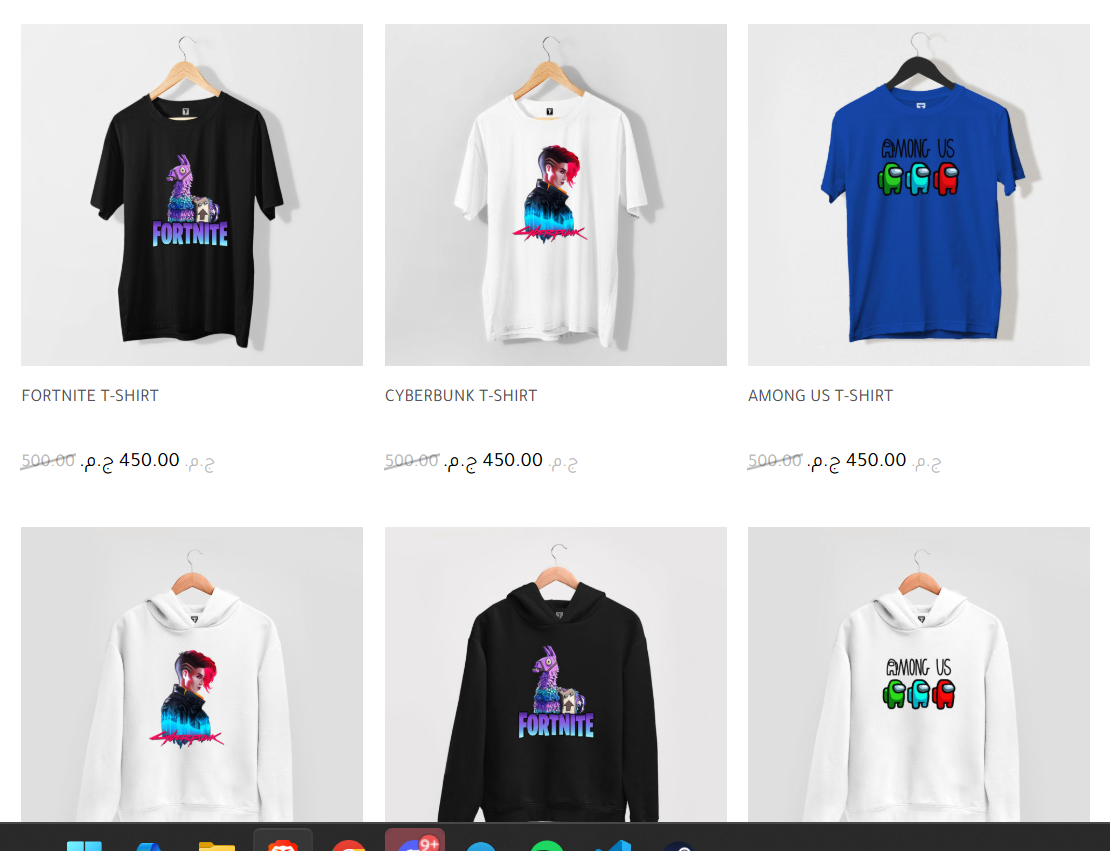 FORTNITE
CYBERPUNK
AMONG US
FORTNITE T-SHIRT
CYBERBUNK T-SHIRT
AMONG US T-SHIRT
500.00 ج.م. 450.00 ج.م.
500.00 ج.م. 450.00 ج.م.
500.00 ج.م. 450.00 ج.م.
CYBERPUNK
FORTNITE
AMONG US
9+